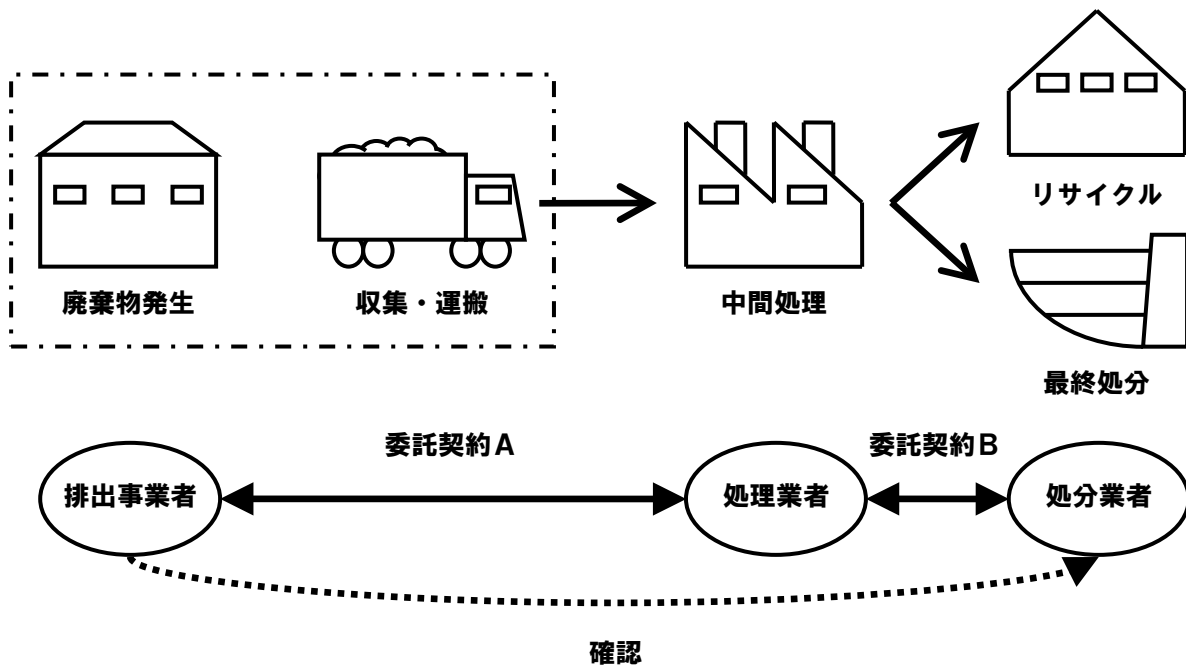 リサイクル
廃棄物発生
収集・運搬
中間処理
最終処分
委託契約A
委託契約B
排出事業者
処理業者
処分業者
確認